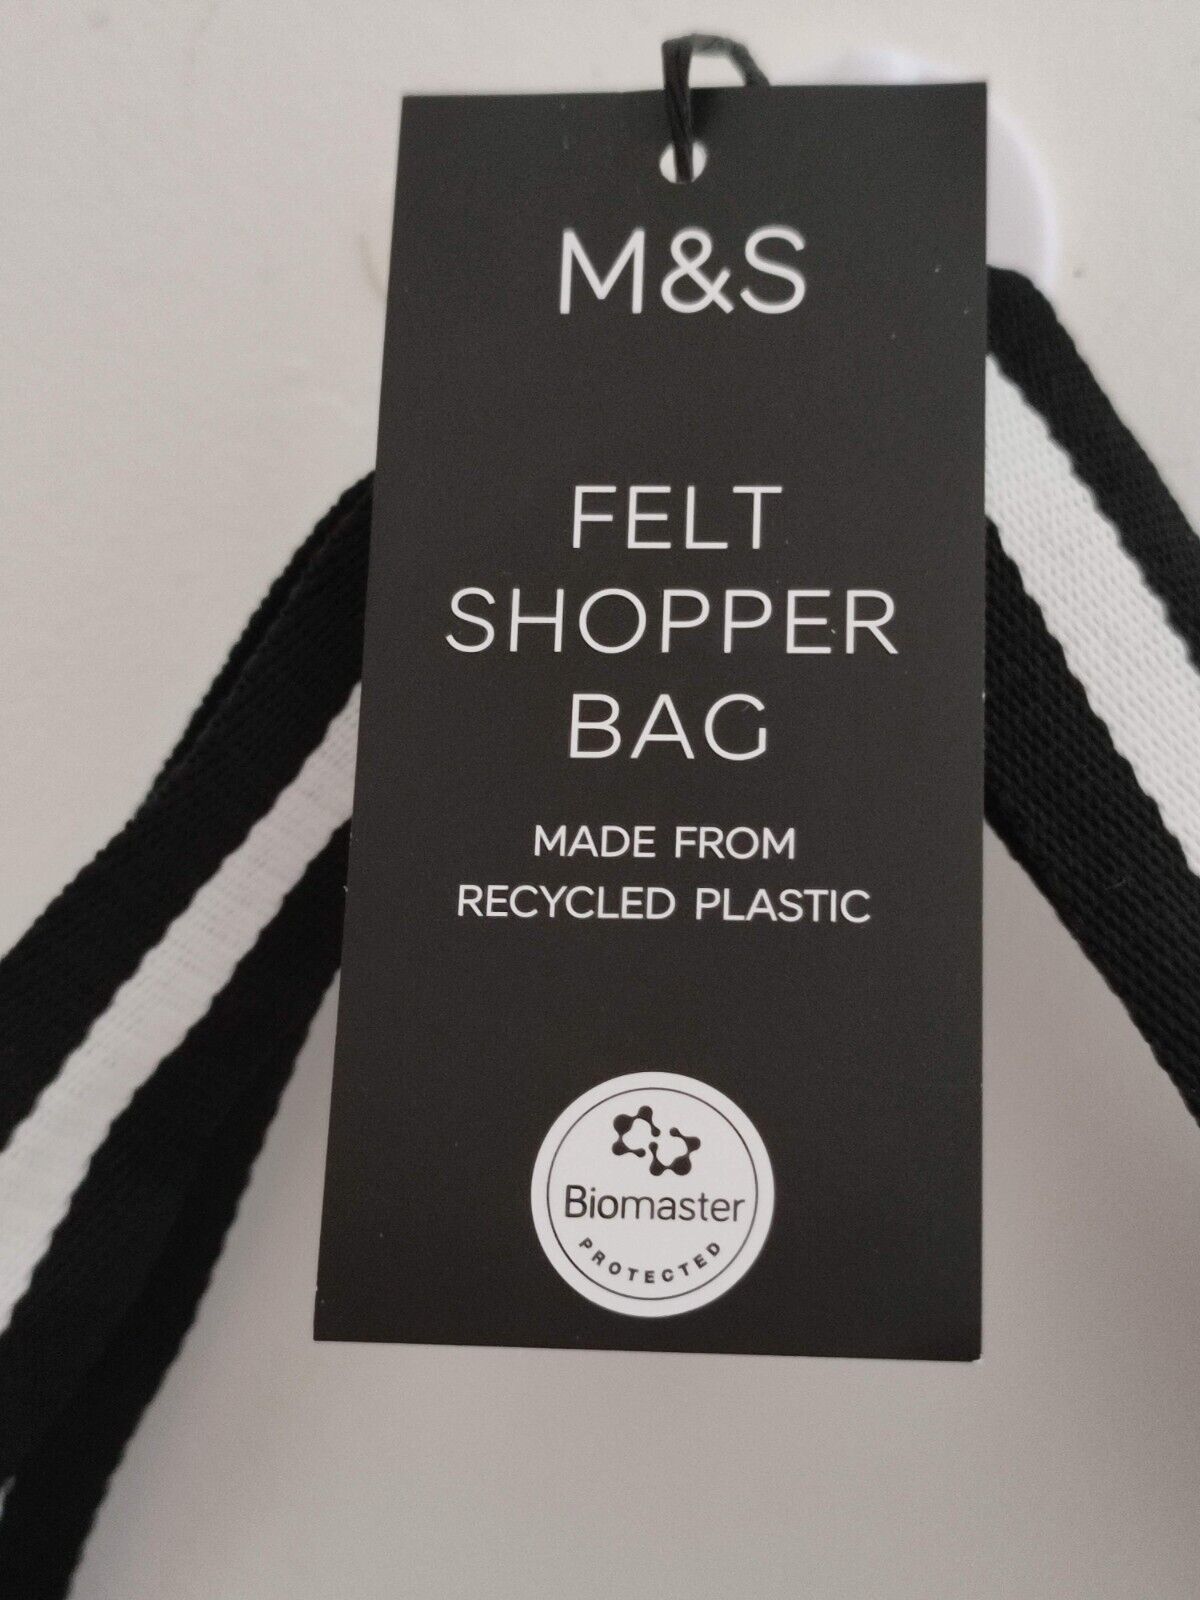 M&S
FELT
SHOPPER
BAG
MADE FROM
RECYCLED PLASTIC
Biomaster
PROTECTED